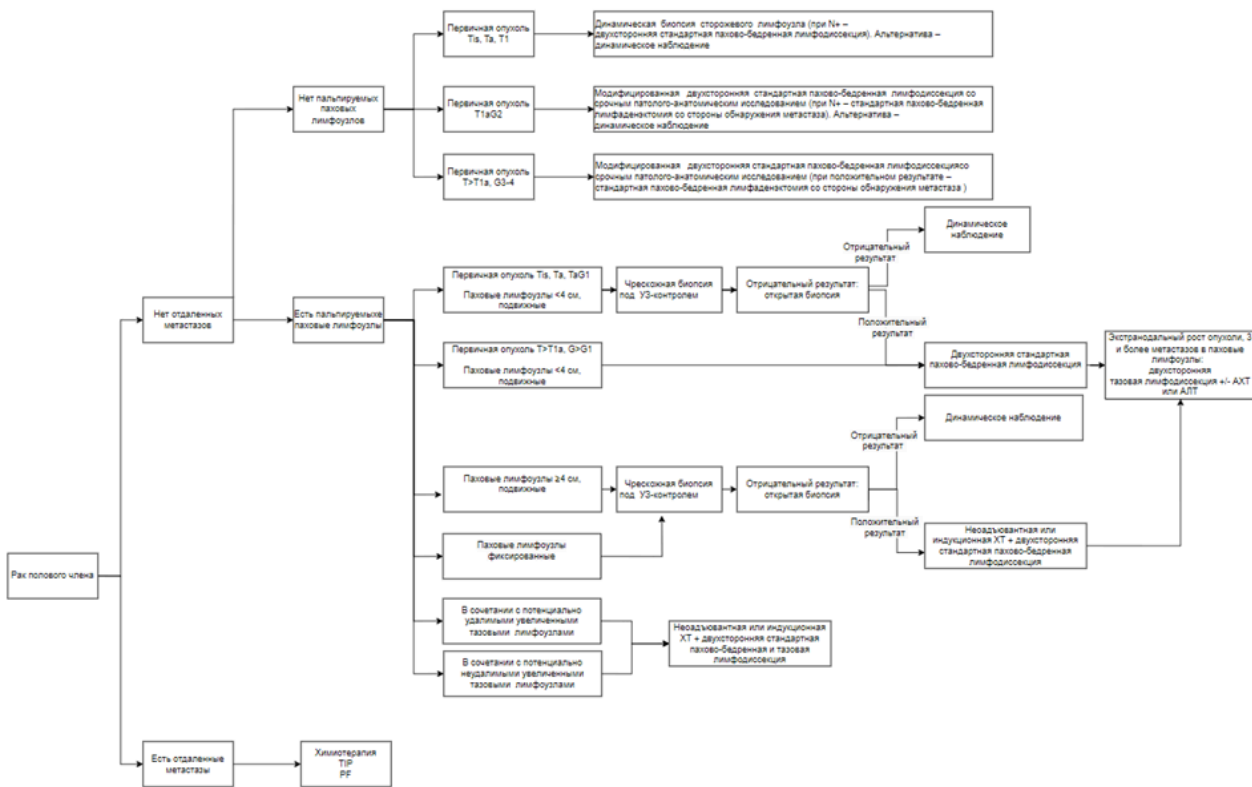 Первичная опухоль
Tis, Ta, T1
Динамическая биопсия сторожевого лимфоузла (при N+ –
двухсторонняя стандартная пахово-бедренная лимфодиссекция). Альтернатива –
динамическое наблюдение
Нет пальпируемых
паховых
лимфоузлов
Первичная опухоль
T1aG2
Модифицированная двухсторонняя стандартная пахово-бедренная лимфодиссекция со
срочным патолого-анатомическим исследованием (при N+ – стандартная пахово-бедренная
лимфаденэктомия со стороны обнаружения метастаза). Альтернатива –
динамическое наблюдение
Первичная опухоль
T>T1a, G3-4
Модифицированная двухсторонняя стандартная пахово-бедренная лимфодиссекциясо
срочным патолого-анатомическим исследованием (при положительном результате –
стандартная пахово-бедренная лимфаденэктомия со стороны обнаружения метастаза )
Динамическое
наблюдение
Отрицательный
результат
Первичная опухоль Tis, Ta, TaG1
Паховые лимфоузлы <4 см,
подвижные
Чрескожная биопсия
под УЗ-контролем
Отрицательный результат:
открытая биопсия
Положительный
результат
Нет отдаленных
метастазов
Есть пальпируемыхе
паховые лимфоузлы
Первичная опухоль T>T1a, G>G1
Паховые лимфоузлы <4 см,
подвижные
Двухсторонняя стандартная
пахово-бедренная лимфодиссекция
Экстранодальный рост опухоли, 3
и более метастазов в паховые
лимфоузлы:
двухсторонняя
тазовая лимфодиссекция +/- АХТ
или АЛТ
Динамическое наблюдение
Отрицательный
результат
Паховые лимфоузлы ≥4 см,
подвижные
Чрескожная биопсия
под УЗ-контролем
Отрицательный результат:
открытая биопсия
Положительный
результат
Неоадъювантная или
индукционная ХТ + двухсторонняя
стандартная пахово-бедренная
лимфодиссекция
Паховые лимфоузлы
фиксированные
Рак полового члена
В сочетании с потенциально
удалимыми увеличенными
тазовыми лимфоузлами
Неоадъювантная или индукционная
ХТ + двухсторонняя стандартная
пахово-бедренная и тазовая
лимфодиссекция
В сочетании с потенциально
неудалимыми увеличенными
тазовыми лимфоузлами
Есть отдаленные
метастазы
Химиотерапия
TIP
PF